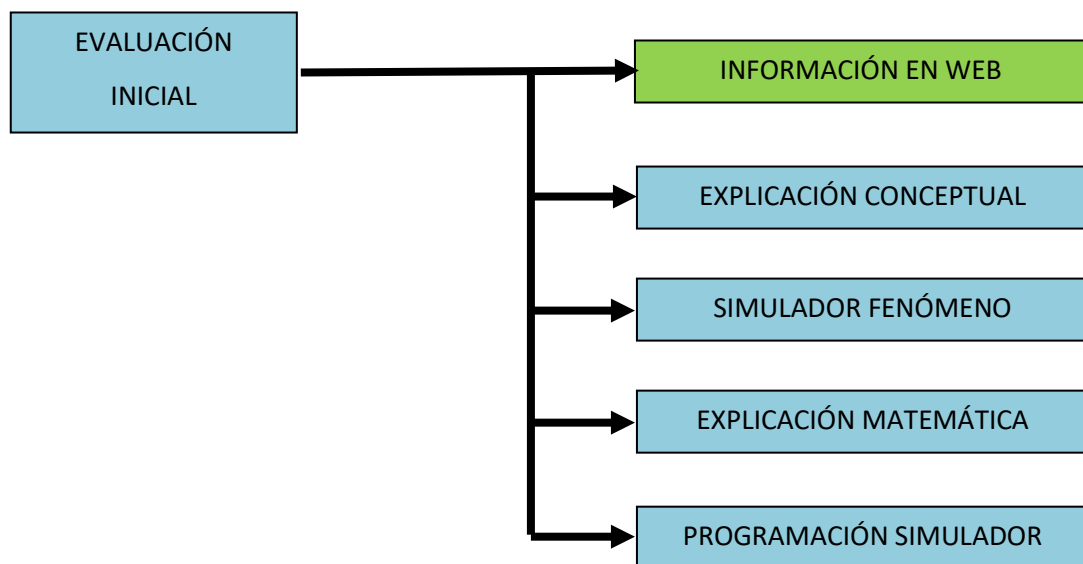 EVALUACIÓN
INICIAL
INFORMACIÓN EN WEB
EXPLICACIÓN CONCEPTUAL
SIMULADOR FENÓMENO
EXPLICACIÓN MATEMÁTICA
PROGRAMACIÓN SIMULADOR